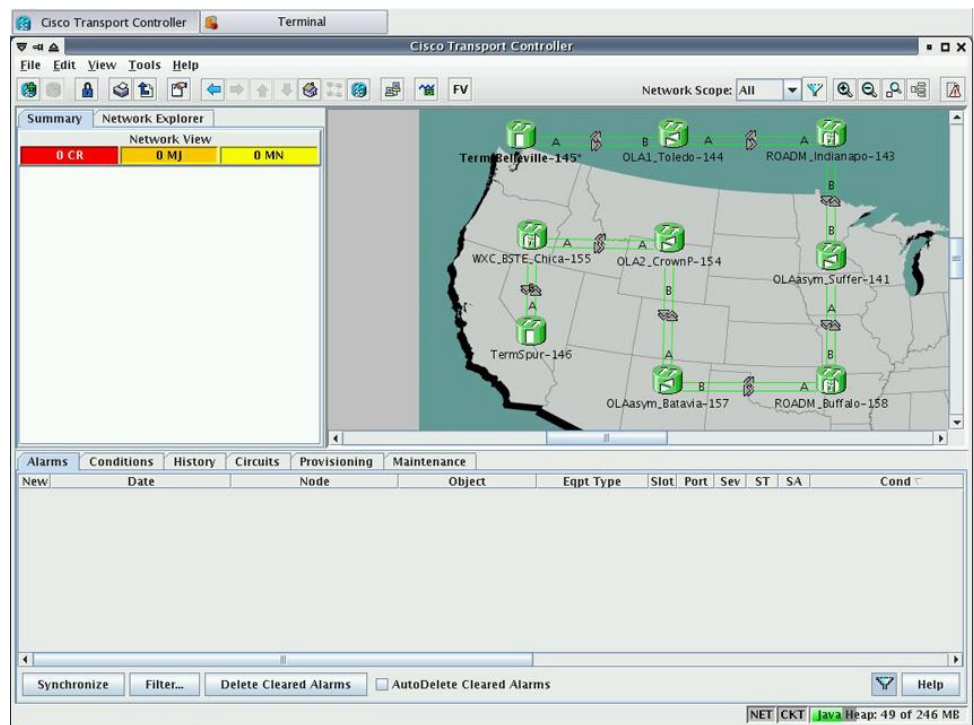 Cisco Transport Controller
Terminal
Cisco Transport Controller
File Edit View Tools Help
FV
Network Scope: All
Summary Network Explorer
Network View
0 CR 0 MJ 0 MN
A B A
Term_Belleville-145* OLA1_Toledo-144 ROADM_Indianapo-143
B
B
A A
WXC_BSTE_Chica-155 OLA2_CrownP-154
OLAasym_Suffer-141
B B
A A
TermSpur-146
A B
B A
OLAasym_Batavia-157 ROADM_Buffalo-158
Alarms Conditions History Circuits Provisioning Maintenance
New Date Node Object Eqpt Type Slot Port Sev ST SA Cond
Synchronize Filter... Delete Cleared Alarms AutoDelete Cleared Alarms Help
NET CKT Java Heap: 49 of 246 MB